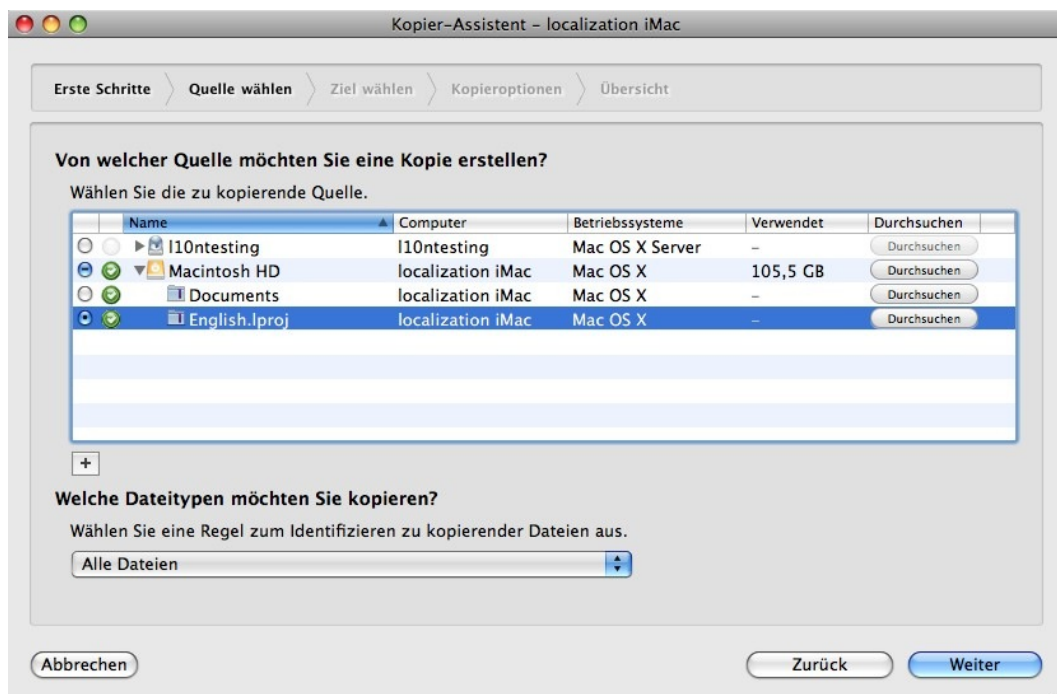 Kopier-Assistent – localization iMac
Erste Schritte Quelle wählen Ziel wählen Kopieroptionen Übersicht
Von welcher Quelle möchten Sie eine Kopie erstellen?
Wählen Sie die zu kopierende Quelle.
Name Computer Betriebssysteme Verwendet Durchsuchen
l10ntesting l10ntesting Mac OS X Server – Durchsuchen
Macintosh HD localization iMac Mac OS X 105,5 GB Durchsuchen
Documents localization iMac Mac OS X – Durchsuchen
English.lproj localization iMac Mac OS X – Durchsuchen
+
Welche Dateitypen möchten Sie kopieren?
Wählen Sie eine Regel zum Identifizieren zu kopierender Dateien aus.
Alle Dateien
Abbrechen Zurück Weiter